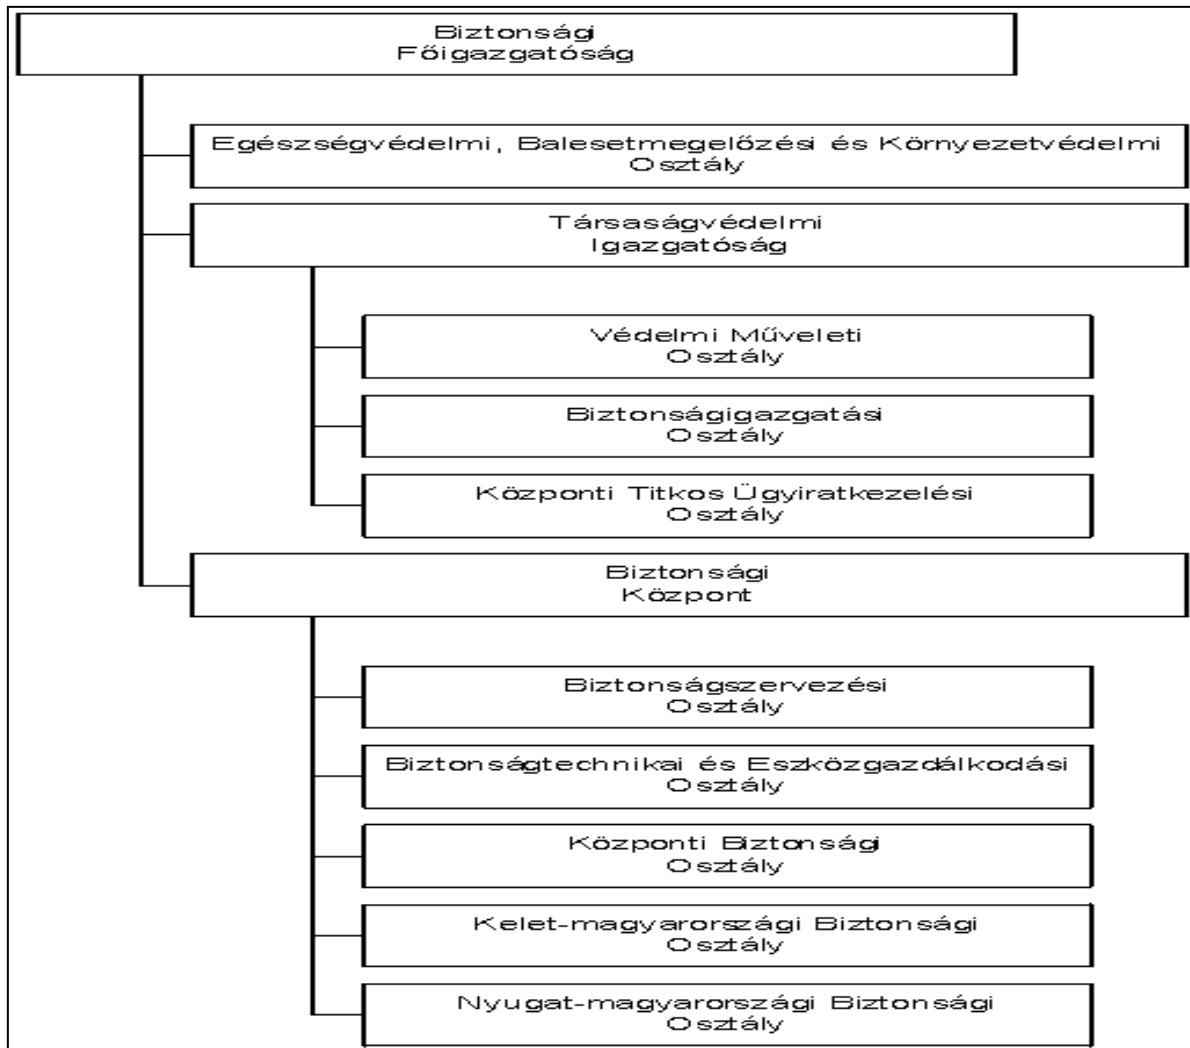 Biztonsági
Főigazgatóság
Egészségvédelmi, Balesetmegelőzési és Környezetvédelmi
Osztály
Társaságvédelmi
Igazgatóság
Védelmi Műveleti
Osztály
Biztonságigazgatási
Osztály
Központi Titkos Ügyiratkezelési
Osztály
Biztonsági
Központ
Biztonságszervezési
Osztály
Biztonságtechnikai és Eszközgazdálkodási
Osztály
Központi Biztonsági
Osztály
Kelet-magyarországi Biztonsági
Osztály
Nyugat-magyarországi Biztonsági
Osztály